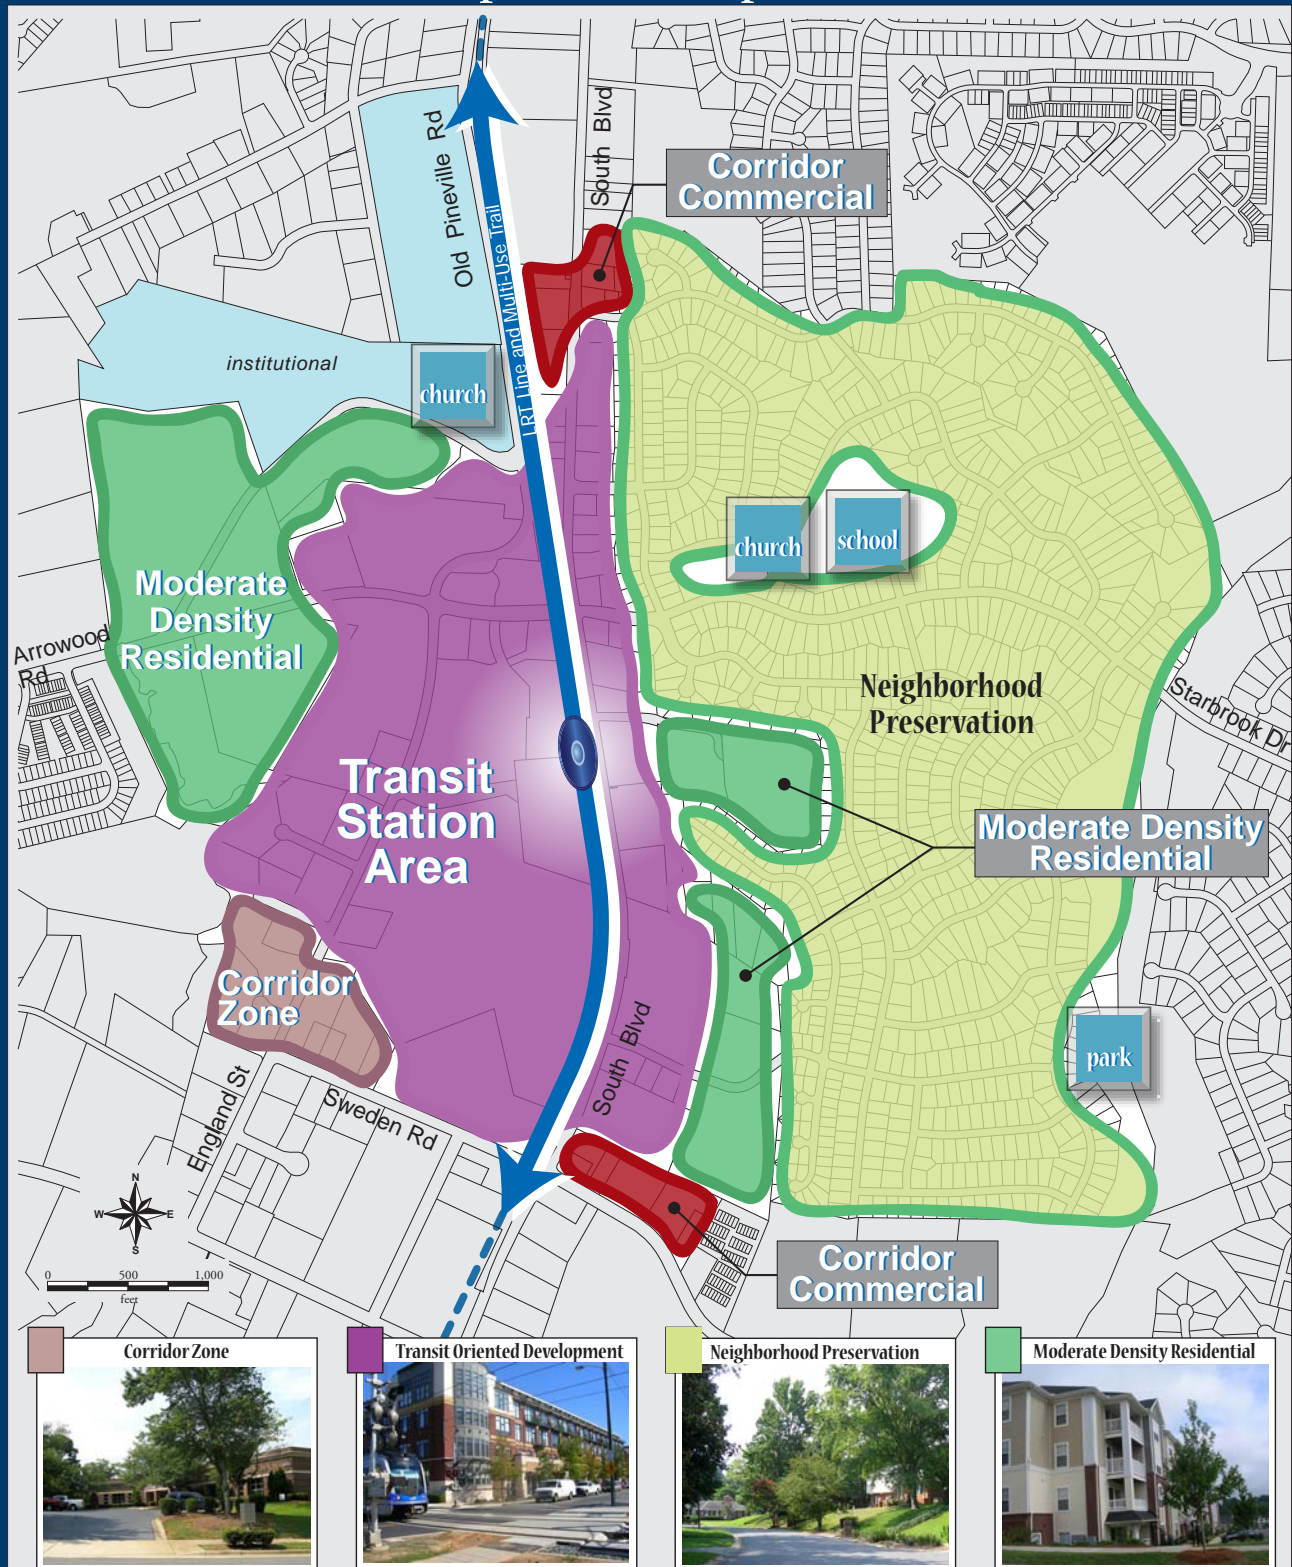 South Blvd
Old Pineville Rd
Corridor
Commercial
LRT Line and Multi-Use Trail
institutional
church
church
school
Moderate
Density
Residential
Arrowood
Rd
Neighborhood
Preservation
Starbrook Dr
Transit
Station
Area
Moderate Density
Residential
Corridor
Zone
South Blvd
park
England St
Sweden Rd
N
W
E
S
0 500 1,000
feet
Corridor
Commercial
Corridor Zone
Transit Oriented Development
Neighborhood Preservation
Moderate Density Residential